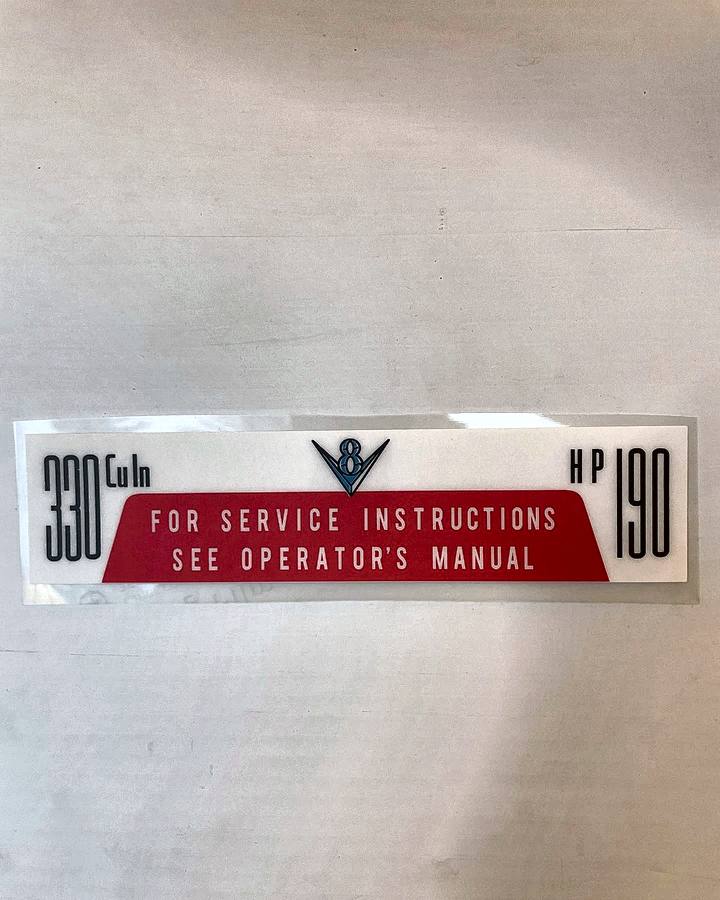 330 Cu In
8
HP 190
FOR SERVICE INSTRUCTIONS
SEE OPERATOR'S MANUAL